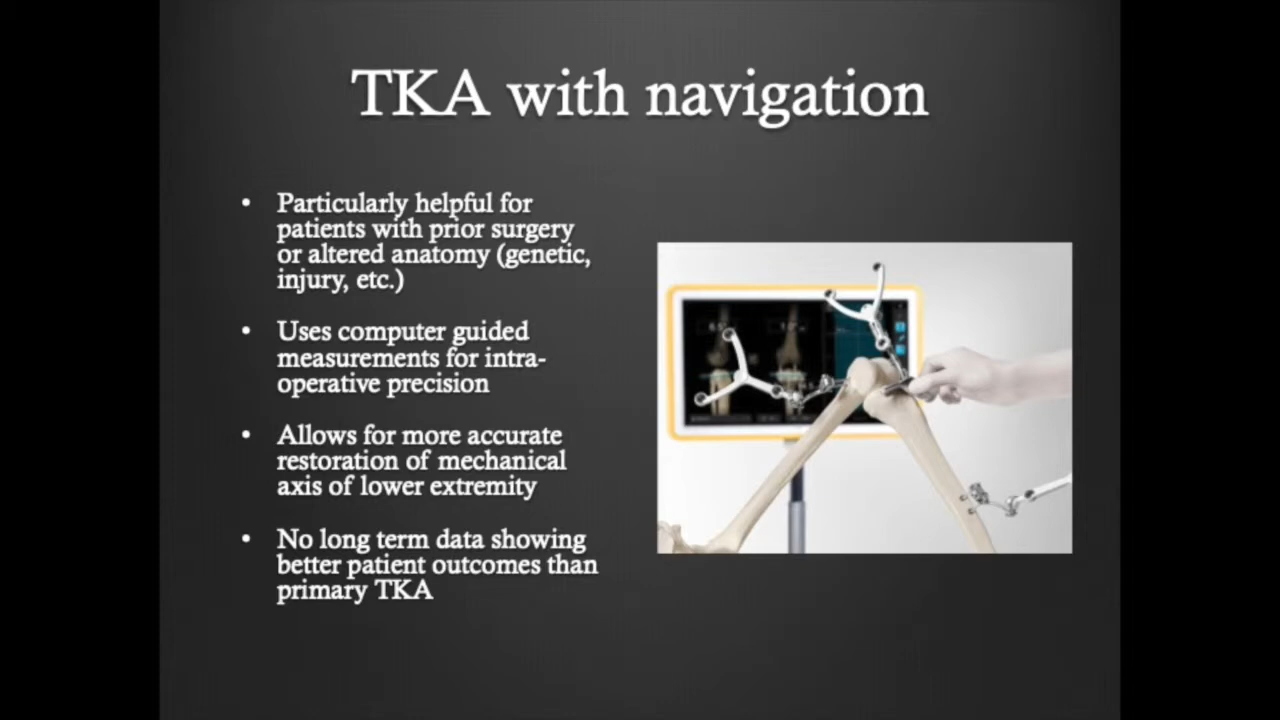 TKA with navigation
• Particularly helpful for
patients with prior surgery
or altered anatomy (genetic,
injury, etc.)
• Uses computer guided
measurements for intra-
operative precision
• Allows for more accurate
restoration of mechanical
axis of lower extremity
• No long term data showing
better patient outcomes than
primary TKA